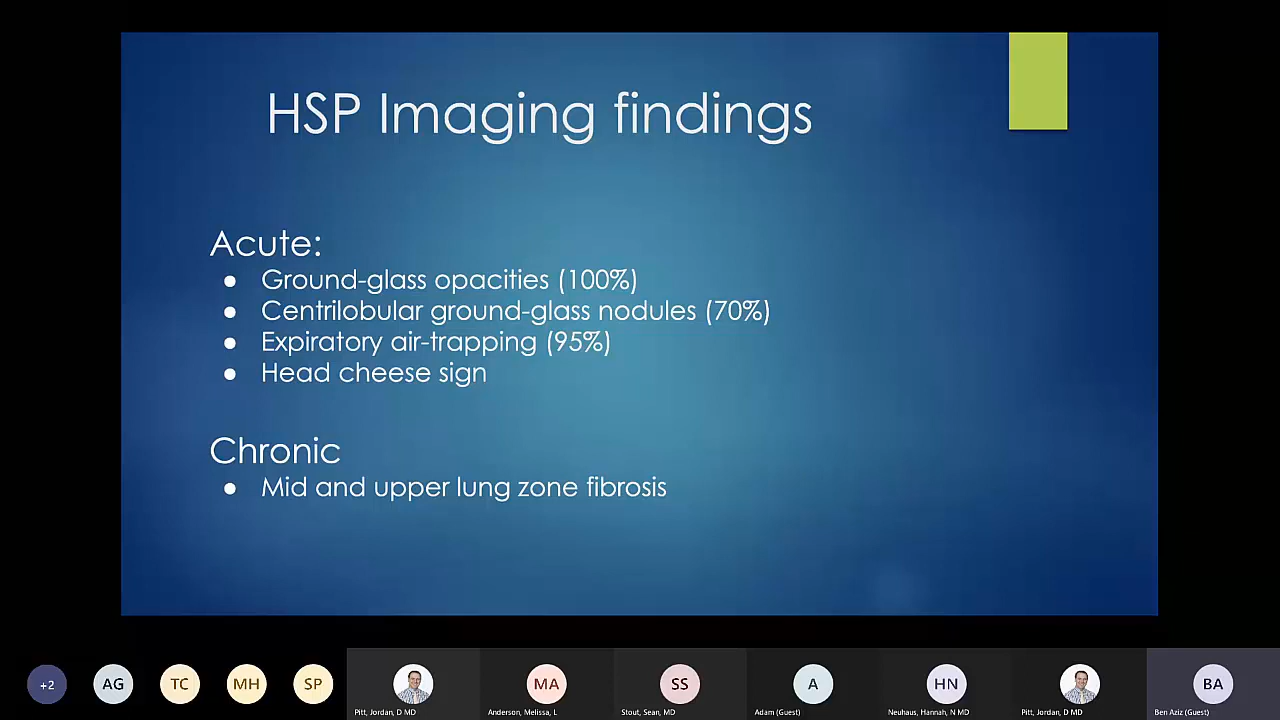 HSP Imaging findings
Acute:
● Ground-glass opacities (100%)
● Centrilobular ground-glass nodules (70%)
● Expiratory air-trapping (95%)
● Head cheese sign
Chronic
● Mid and upper lung zone fibrosis
+2
AG
TC
MH
SP
MA
SS
A
HN
BA
Pitt, Jordan, D MD
Anderson, Melissa, L
Stout, Sean, MD
Adam (Guest)
Neuhaus, Hannah, N MD
Pitt, Jordan, D MD
Ben Aziz (Guest)